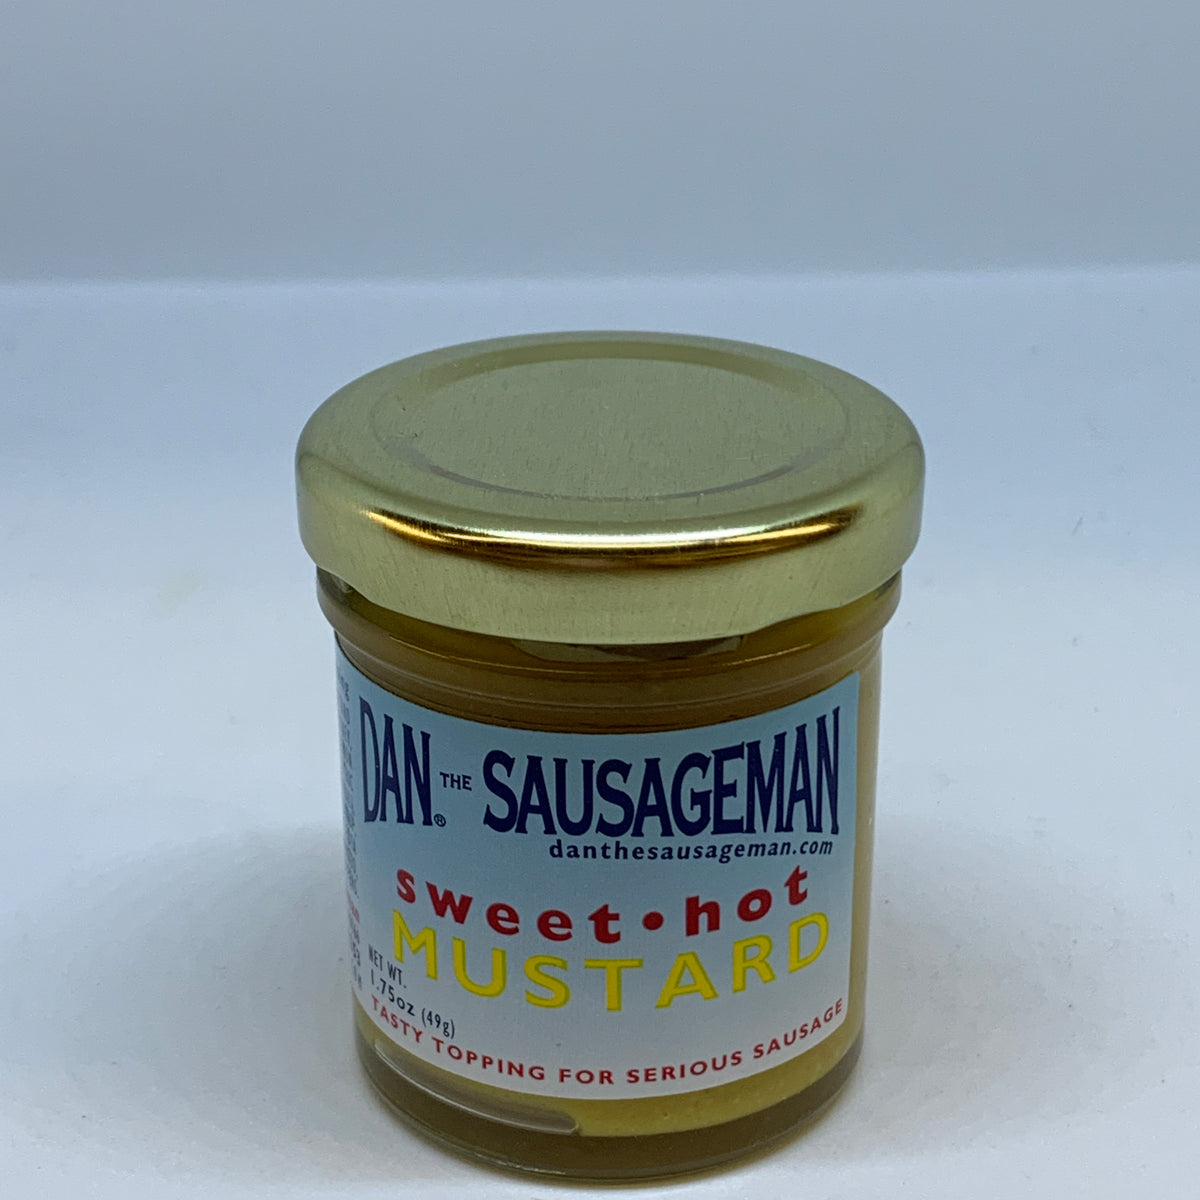 DAN® THE SAUSAGEMAN
danthesausageman.com
sweet•hot
MUSTARD
NET WT.
1.75oz (49g)
TASTY TOPPING FOR SERIOUS SAUSAGE